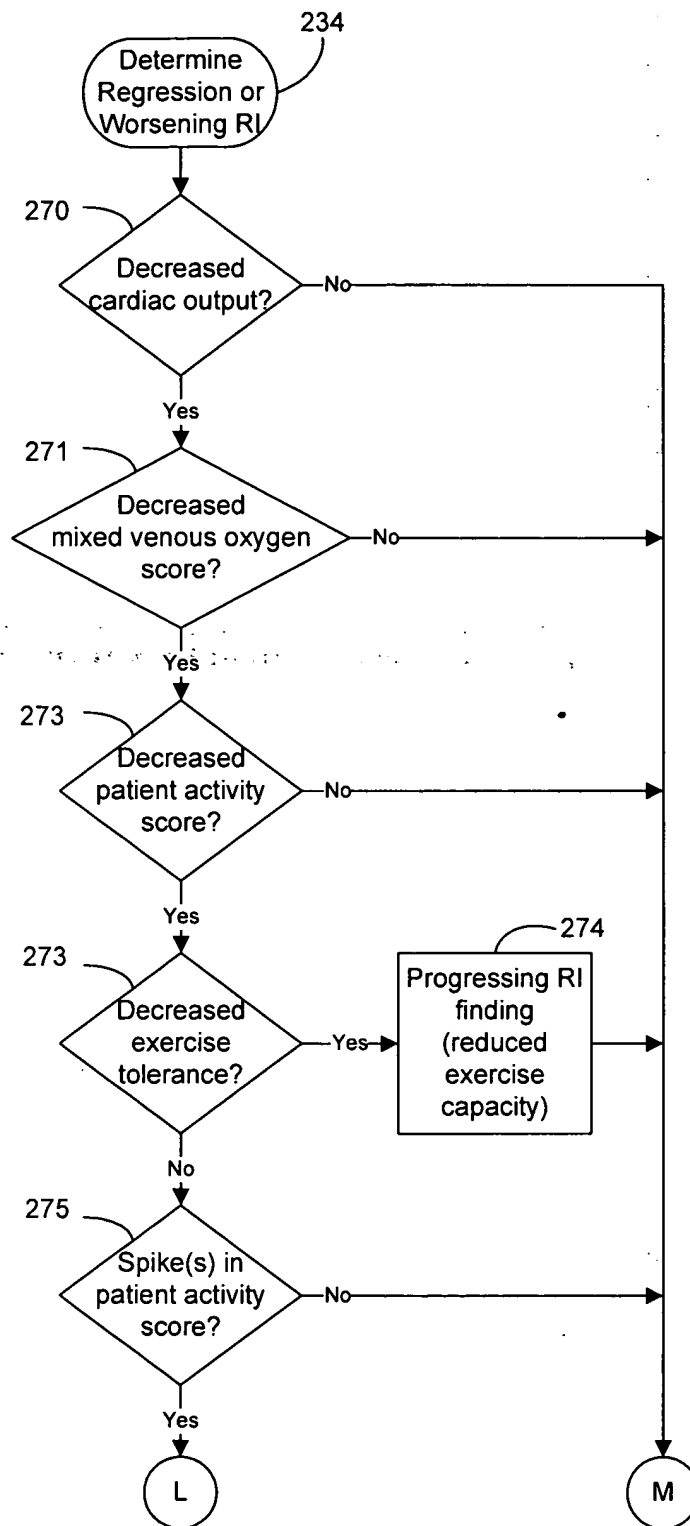 234
Determine
Regression or
Worsening RI
270
Decreased
cardiac output?
No
Yes
271
Decreased
mixed venous oxygen
score?
No
Yes
273
Decreased
patient activity
score?
No
Yes
273
Decreased
exercise
tolerance?
Yes
274
Progressing RI
finding
(reduced
exercise
capacity)
No
275
Spike(s) in
patient activity
score?
No
Yes
L
M